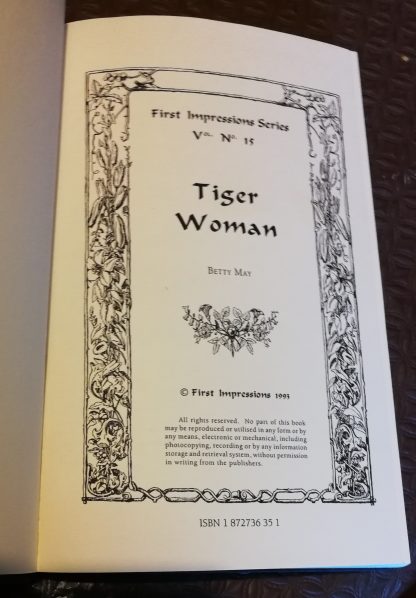 First Impressions Series
Vol. No. 15
Tiger
Woman
Betty May
© First Impressions 1993
All rights reserved. No part of this book
may be reproduced or utilised in any form or by
any means, electronic or mechanical, including
photocopying, recording or by any information
storage and retrieval system, without permission
in writing from the publishers.
ISBN 1 872736 35 1